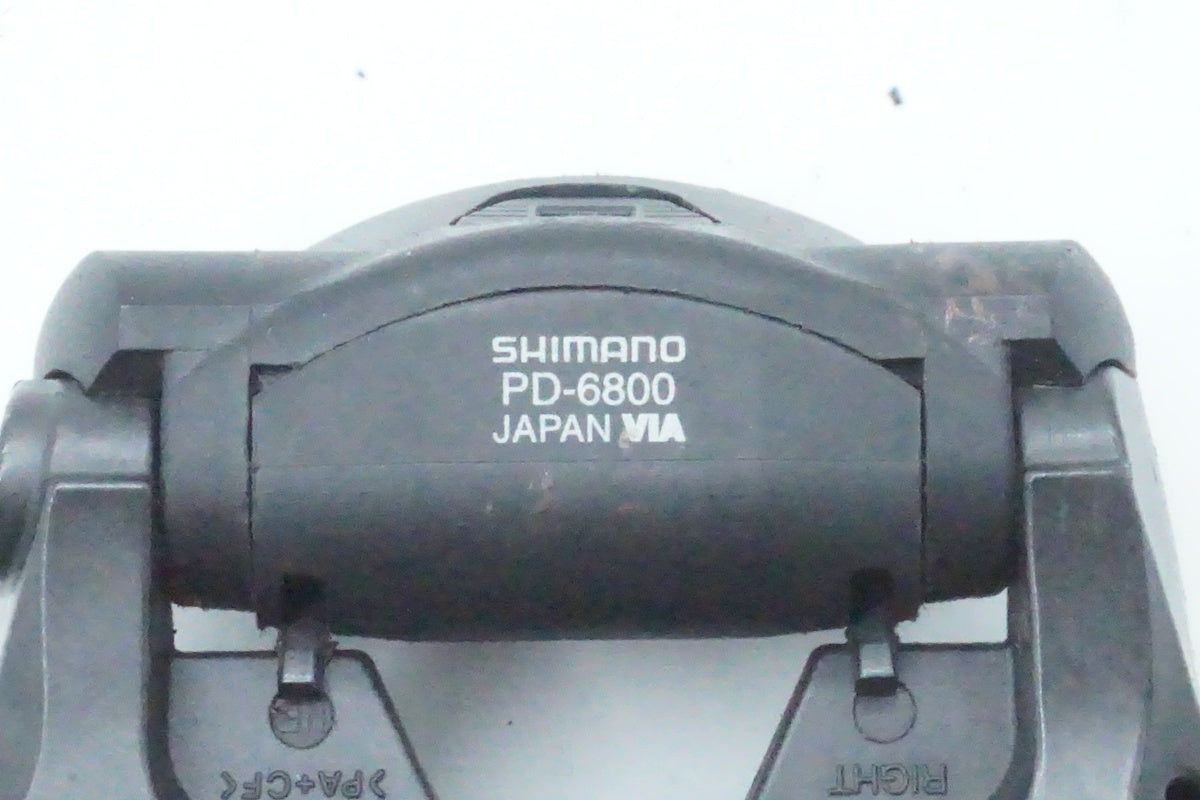 SHIMANO
PD-6800
JAPAN VIA
>PA+CF<
RIGHT